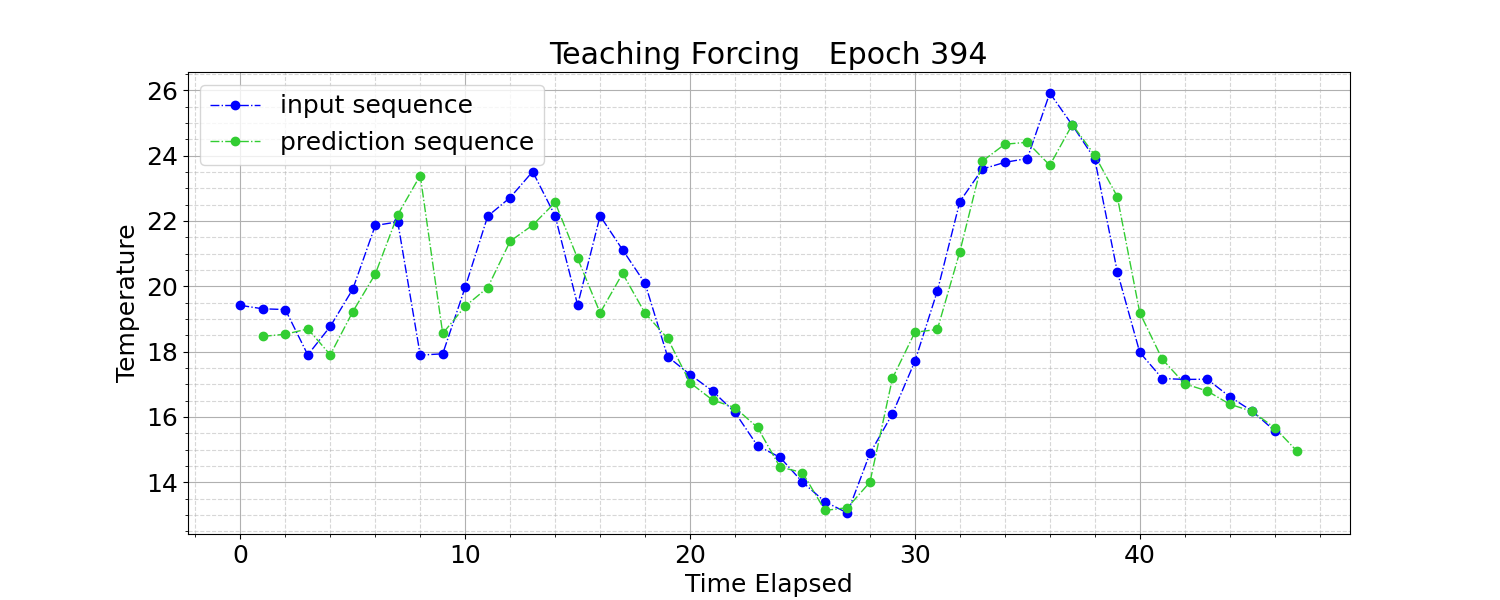 Teaching Forcing   Epoch 394
input sequence
prediction sequence
Temperature
26
24
22
20
18
16
14
0 10 20 30 40
Time Elapsed